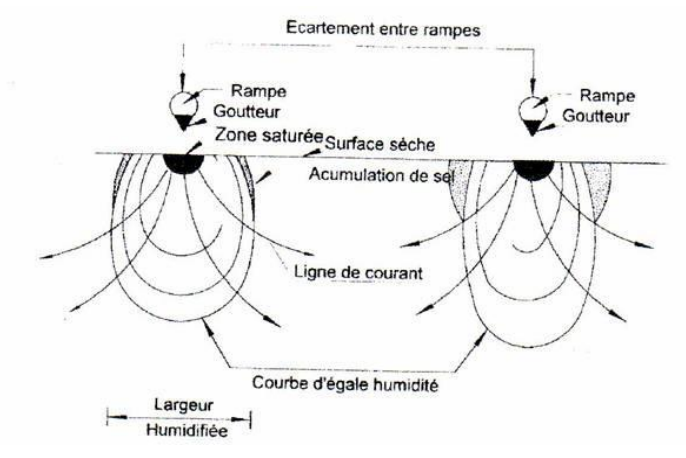 Ecartement entre rampes
Rampe
Goutteur
Zone saturée
Surface sèche
Acumulation de sel
Rampe
Goutteur
Ligne de courant
Courbe d'égale humidité
Largeur
Humidifiée